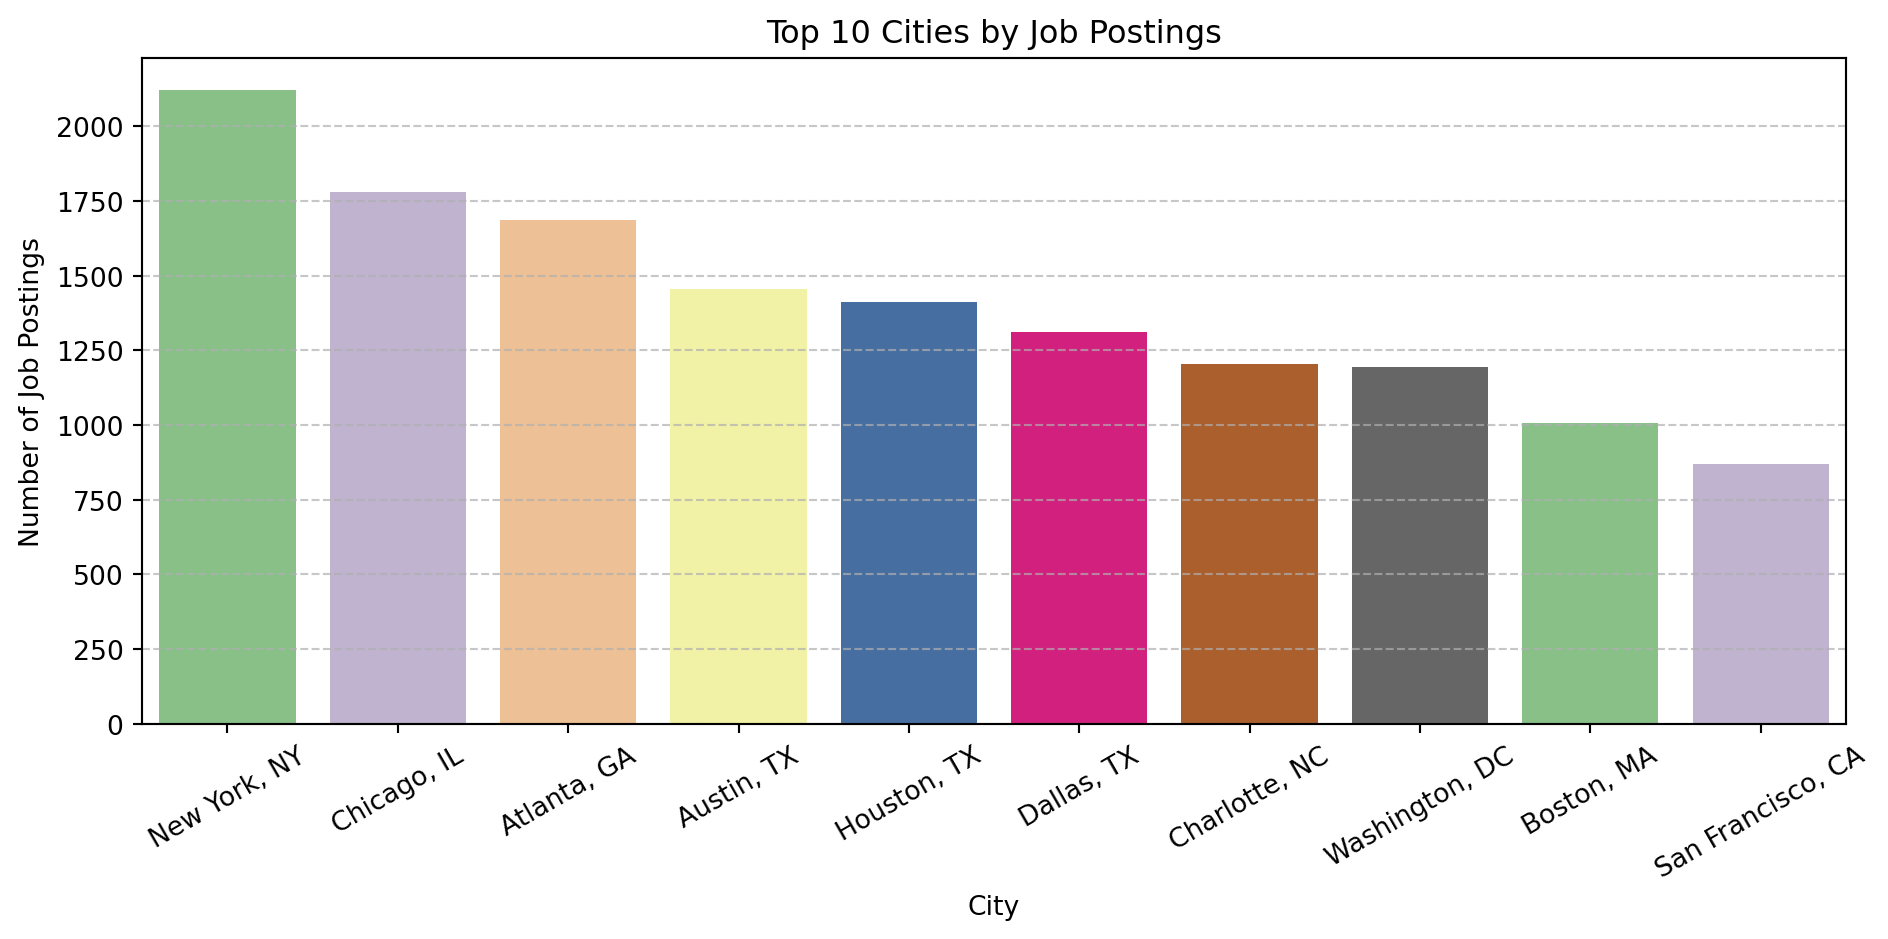 Top 10 Cities by Job Postings
Number of Job Postings
2000
1750
1500
1250
1000
750
500
250
0
New York, NY
Chicago, IL
Atlanta, GA
Austin, TX
Houston, TX
Dallas, TX
Charlotte, NC
Washington, DC
Boston, MA
San Francisco, CA
City